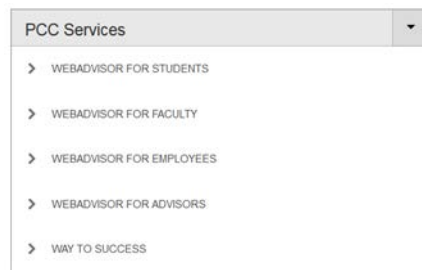 PCC Services
WEBADVISOR FOR STUDENTS
WEBADVISOR FOR FACULTY
WEBADVISOR FOR EMPLOYEES
WEBADVISOR FOR ADVISORS
WAY TO SUCCESS